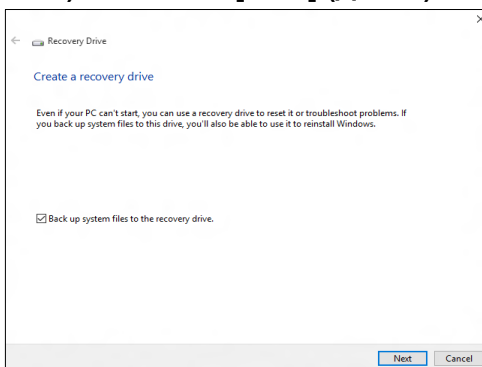 Recovery Drive
Create a recovery drive
Even if your PC can't start, you can use a recovery drive to reset it or troubleshoot problems. If
you back up system files to this drive, you'll also be able to use it to reinstall Windows.
Back up system files to the recovery drive.
Next Cancel